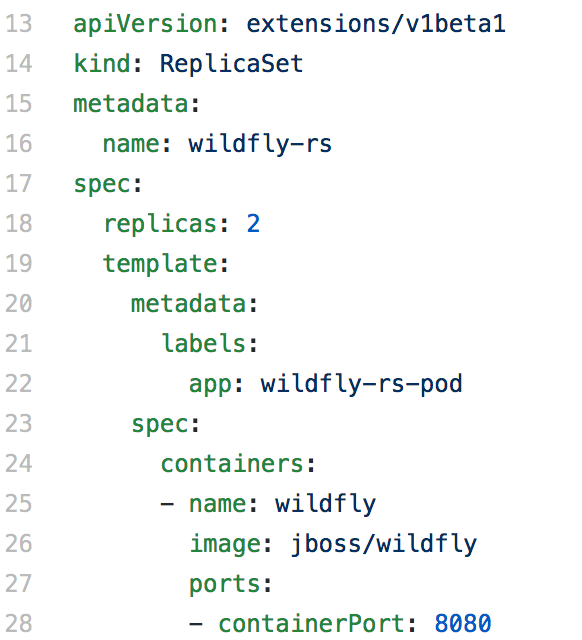 13 apiVersion: extensions/v1beta1
14 kind: ReplicaSet
15 metadata:
16   name: wildfly-rs
17 spec:
18   replicas: 2
19   template:
20     metadata:
21       labels:
22         app: wildfly-rs-pod
23     spec:
24       containers:
25       - name: wildfly
26         image: jboss/wildfly
27         ports:
28         - containerPort: 8080